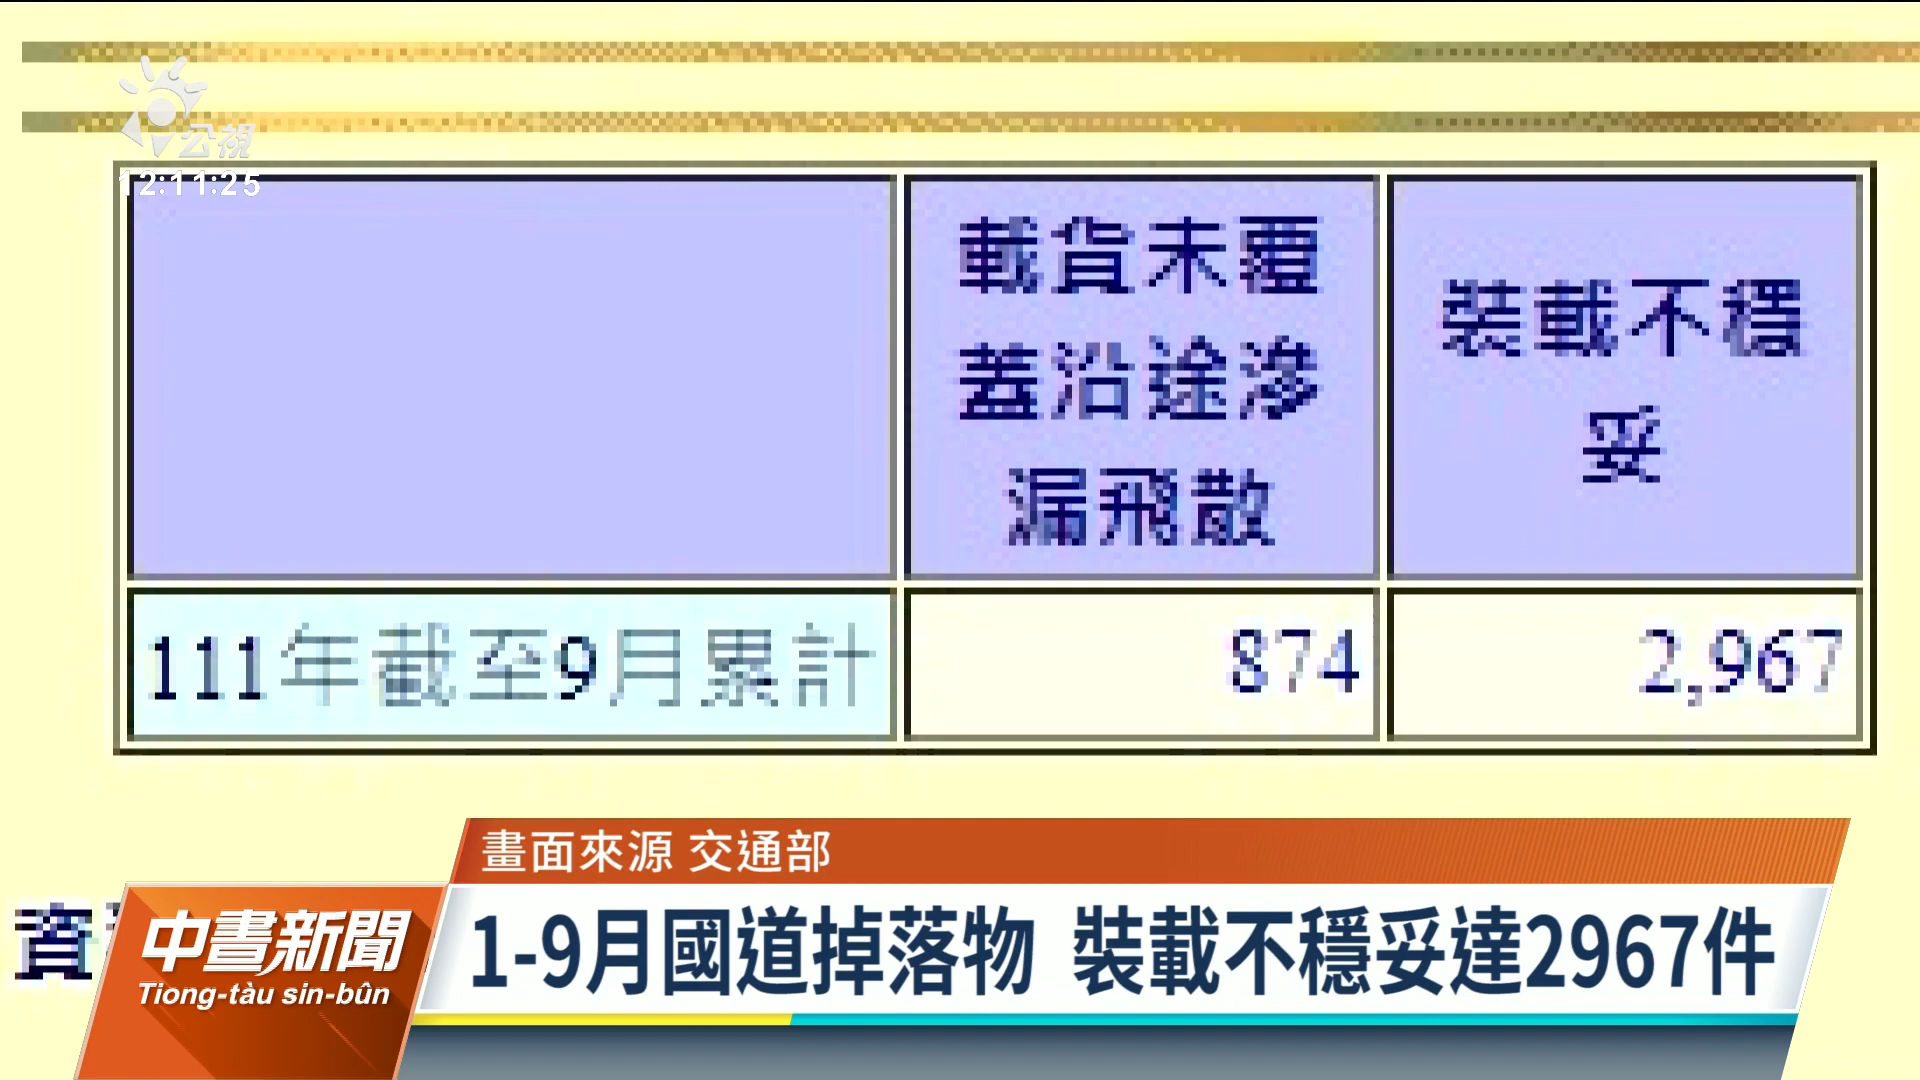 公視
12:11:25
載貨未覆
蓋沿途滲
漏飛散
裝載不穩
妥
111年截至9月累計
874
2,967
畫面來源 交通部
資
中晝新聞
Tiong-tàu sin-bûn
1-9月國道掉落物 裝載不穩妥達2967件